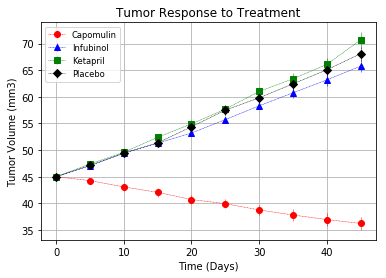 Tumor Response to Treatment
Capomulin
Infubinol
Ketapril
Placebo
Tumor Volume (mm3)
70
65
60
55
50
45
40
35
0 10 20 30 40
Time (Days)